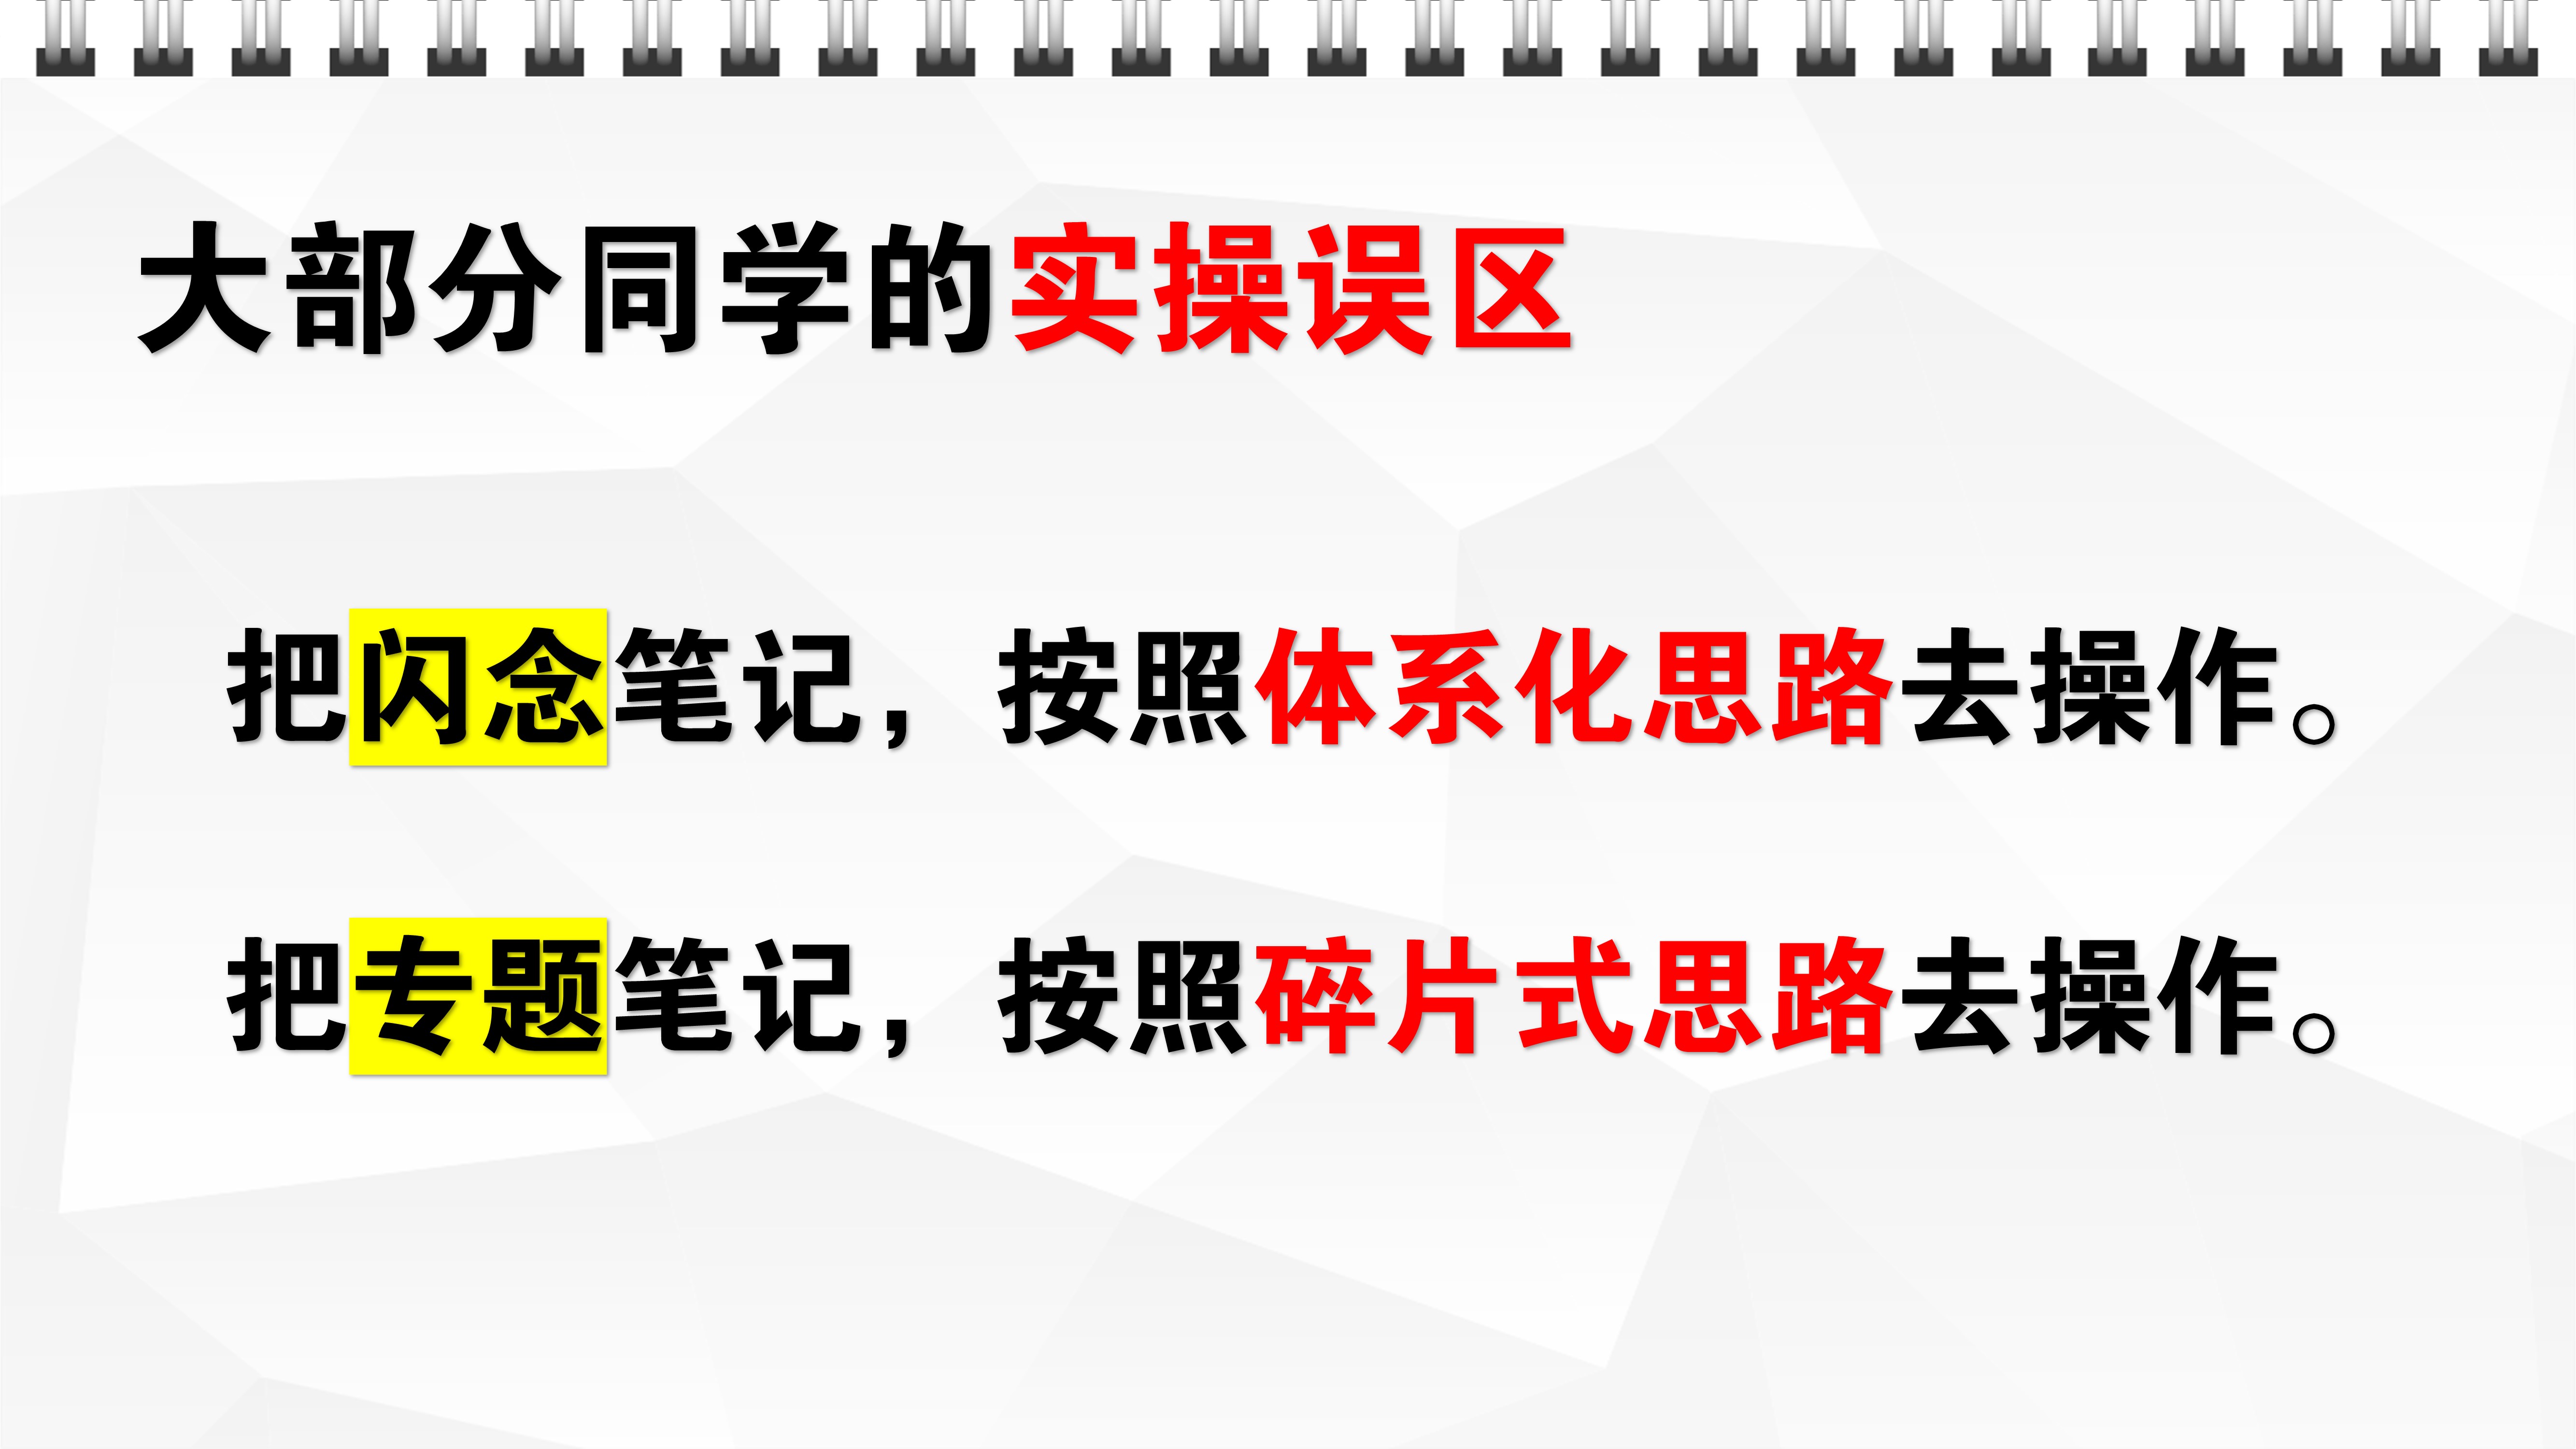 大部分同学的实操误区
把闪念笔记，按照体系化思路去操作。
把专题笔记，按照碎片式思路去操作。